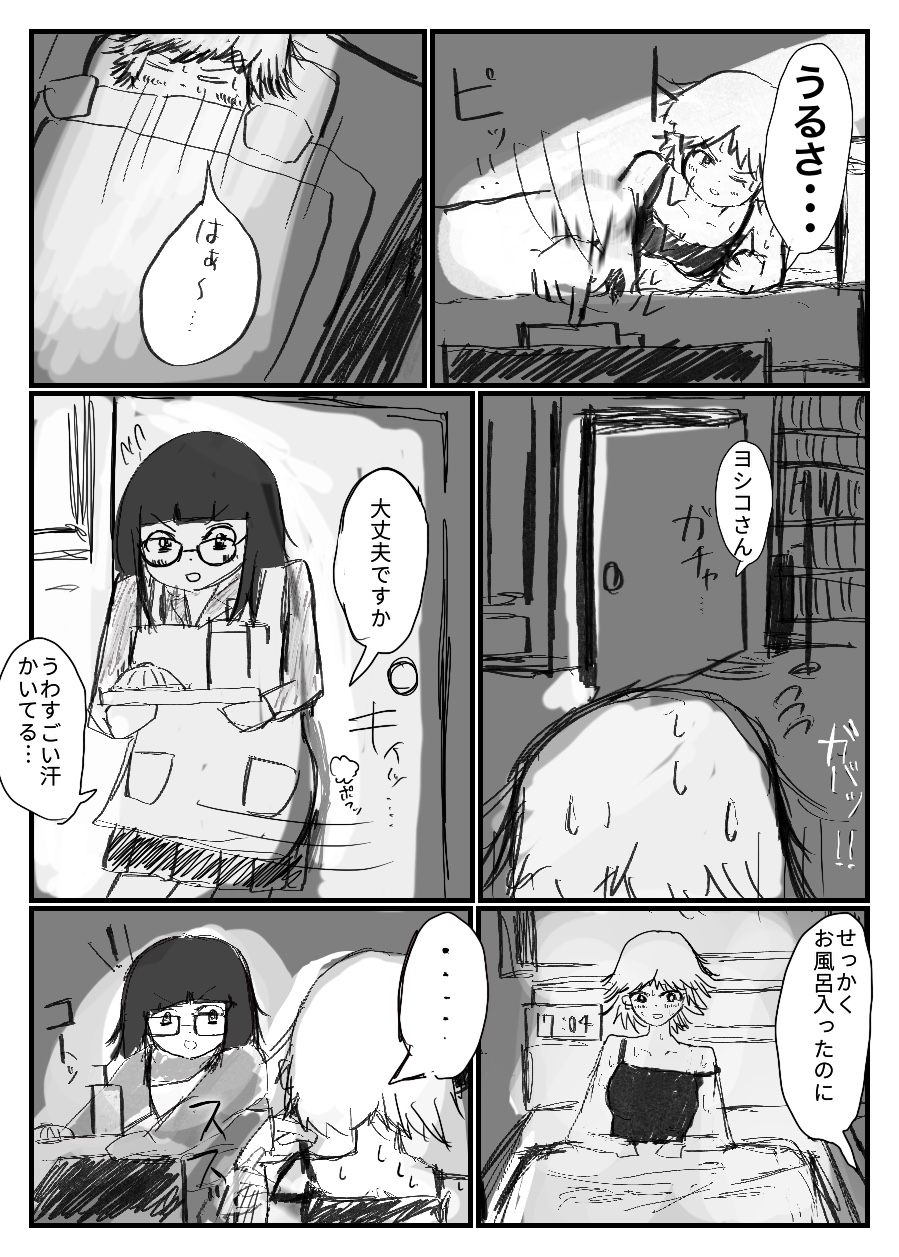 うるさ・・・
ピッ
はぁ〜…
ヨシコさん
ガチャ…
ガバッ!!
大丈夫ですか
キィッ…
ポワ
うわすごい汗
かいてる…
せっかく
お風呂入ったのに
7:04
・・・・・
コトッ
スス